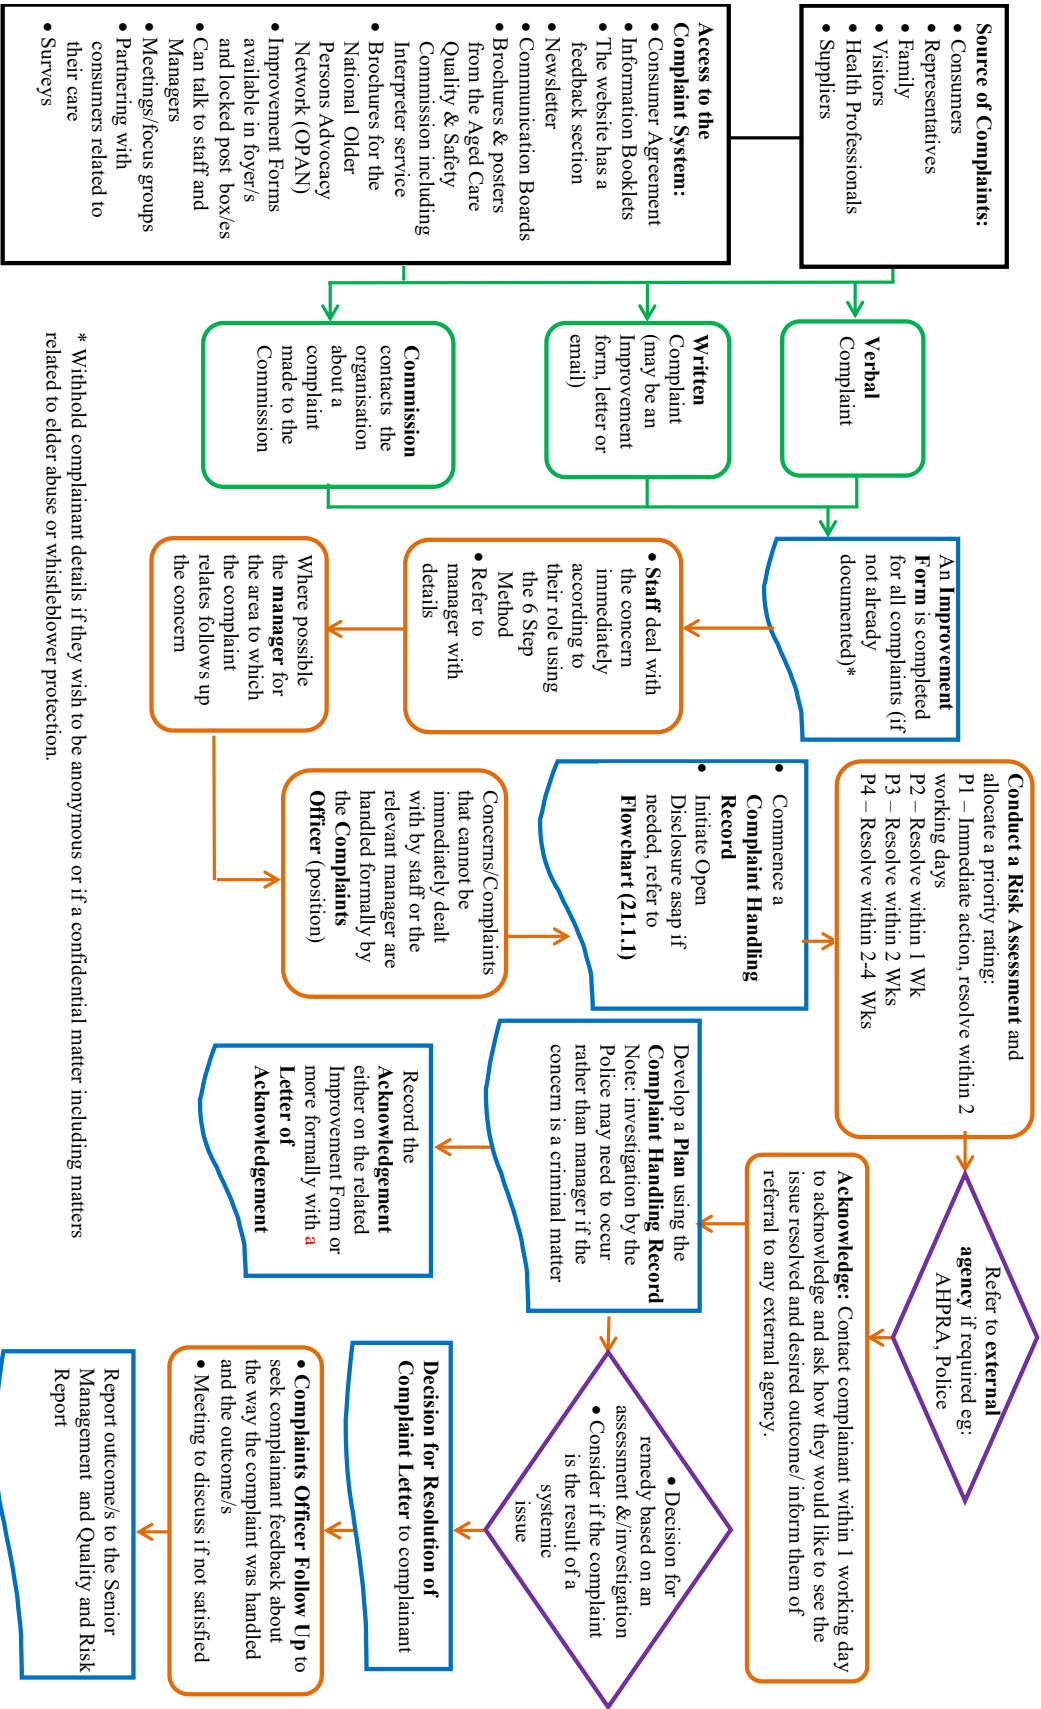 Source of Complaints:
• Consumers
• Representatives
• Family
• Visitors
• Health Professionals
• Suppliers
Access to the
Complaint System:
• Consumer Agreement
• Information Booklets
• The website has a
feedback section
• Newsletter
• Communication Boards
• Brochures & posters
from the Aged Care
Quality & Safety
Commission including
Interpreter service
• Brochures for the
National Older
Persons Advocacy
Network (OPAN)
• Improvement Forms
available in foyer/s
and locked post box/es
• Can talk to staff and
Managers
• Meetings/focus groups
• Partnering with
consumers related to
their care
• Surveys
Verbal
Complaint
Written
Complaint
(may be an
Improvement
form, letter or
email)
Commission
contacts the
organisation
about a
complaint
made to the
Commission
An Improvement
Form is completed
for all complaints (if
not already
documented)*
• Staff deal with
the concern
immediately
according to
their role using
the 6 Step
Method
• Refer to
manager with
details
Where possible
the manager for
the area to which
the complaint
relates follows up
the concern
Concerns/Complaints
that cannot be
immediately dealt
with by staff or the
relevant manager are
handled formally by
the Complaints
Officer (position)
• Commence a
Complaint Handling
Record
• Initiate Open
Disclosure asap if
needed, refer to
Flowchart (21.1.1)
Conduct a Risk Assessment and
allocate a priority rating:
P1 – Immediate action, resolve within 2
working days
P2 – Resolve within 1 Wk
P3 – Resolve within 2 Wks
P4 – Resolve within 2-4 Wks
Refer to external
agency if required eg:
AHPRA, Police
Acknowledge: Contact complainant within 1 working day
to acknowledge and ask how they would like to see the
issue resolved and desired outcome/ inform them of
referral to any external agency.
Develop a Plan using the
Complaint Handling Record
Note: investigation by the
Police may need to occur
rather than manager if the
concern is a criminal matter
Record the
Acknowledgement
either on the related
Improvement Form or
more formally with a
Letter of
Acknowledgement
• Decision for
remedy based on an
assessment &/investigation
• Consider if the complaint
is the result of a
systemic
issue
Decision for Resolution of
Complaint Letter to complainant
• Complaints Officer Follow Up to
seek complainant feedback about
the way the complaint was handled
and the outcome/s
• Meeting to discuss if not satisfied
Report outcome/s to the Senior
Management and Quality and Risk
Report
* Withhold complainant details if they wish to be anonymous or if a confidential matter including matters
related to elder abuse or whistleblower protection.